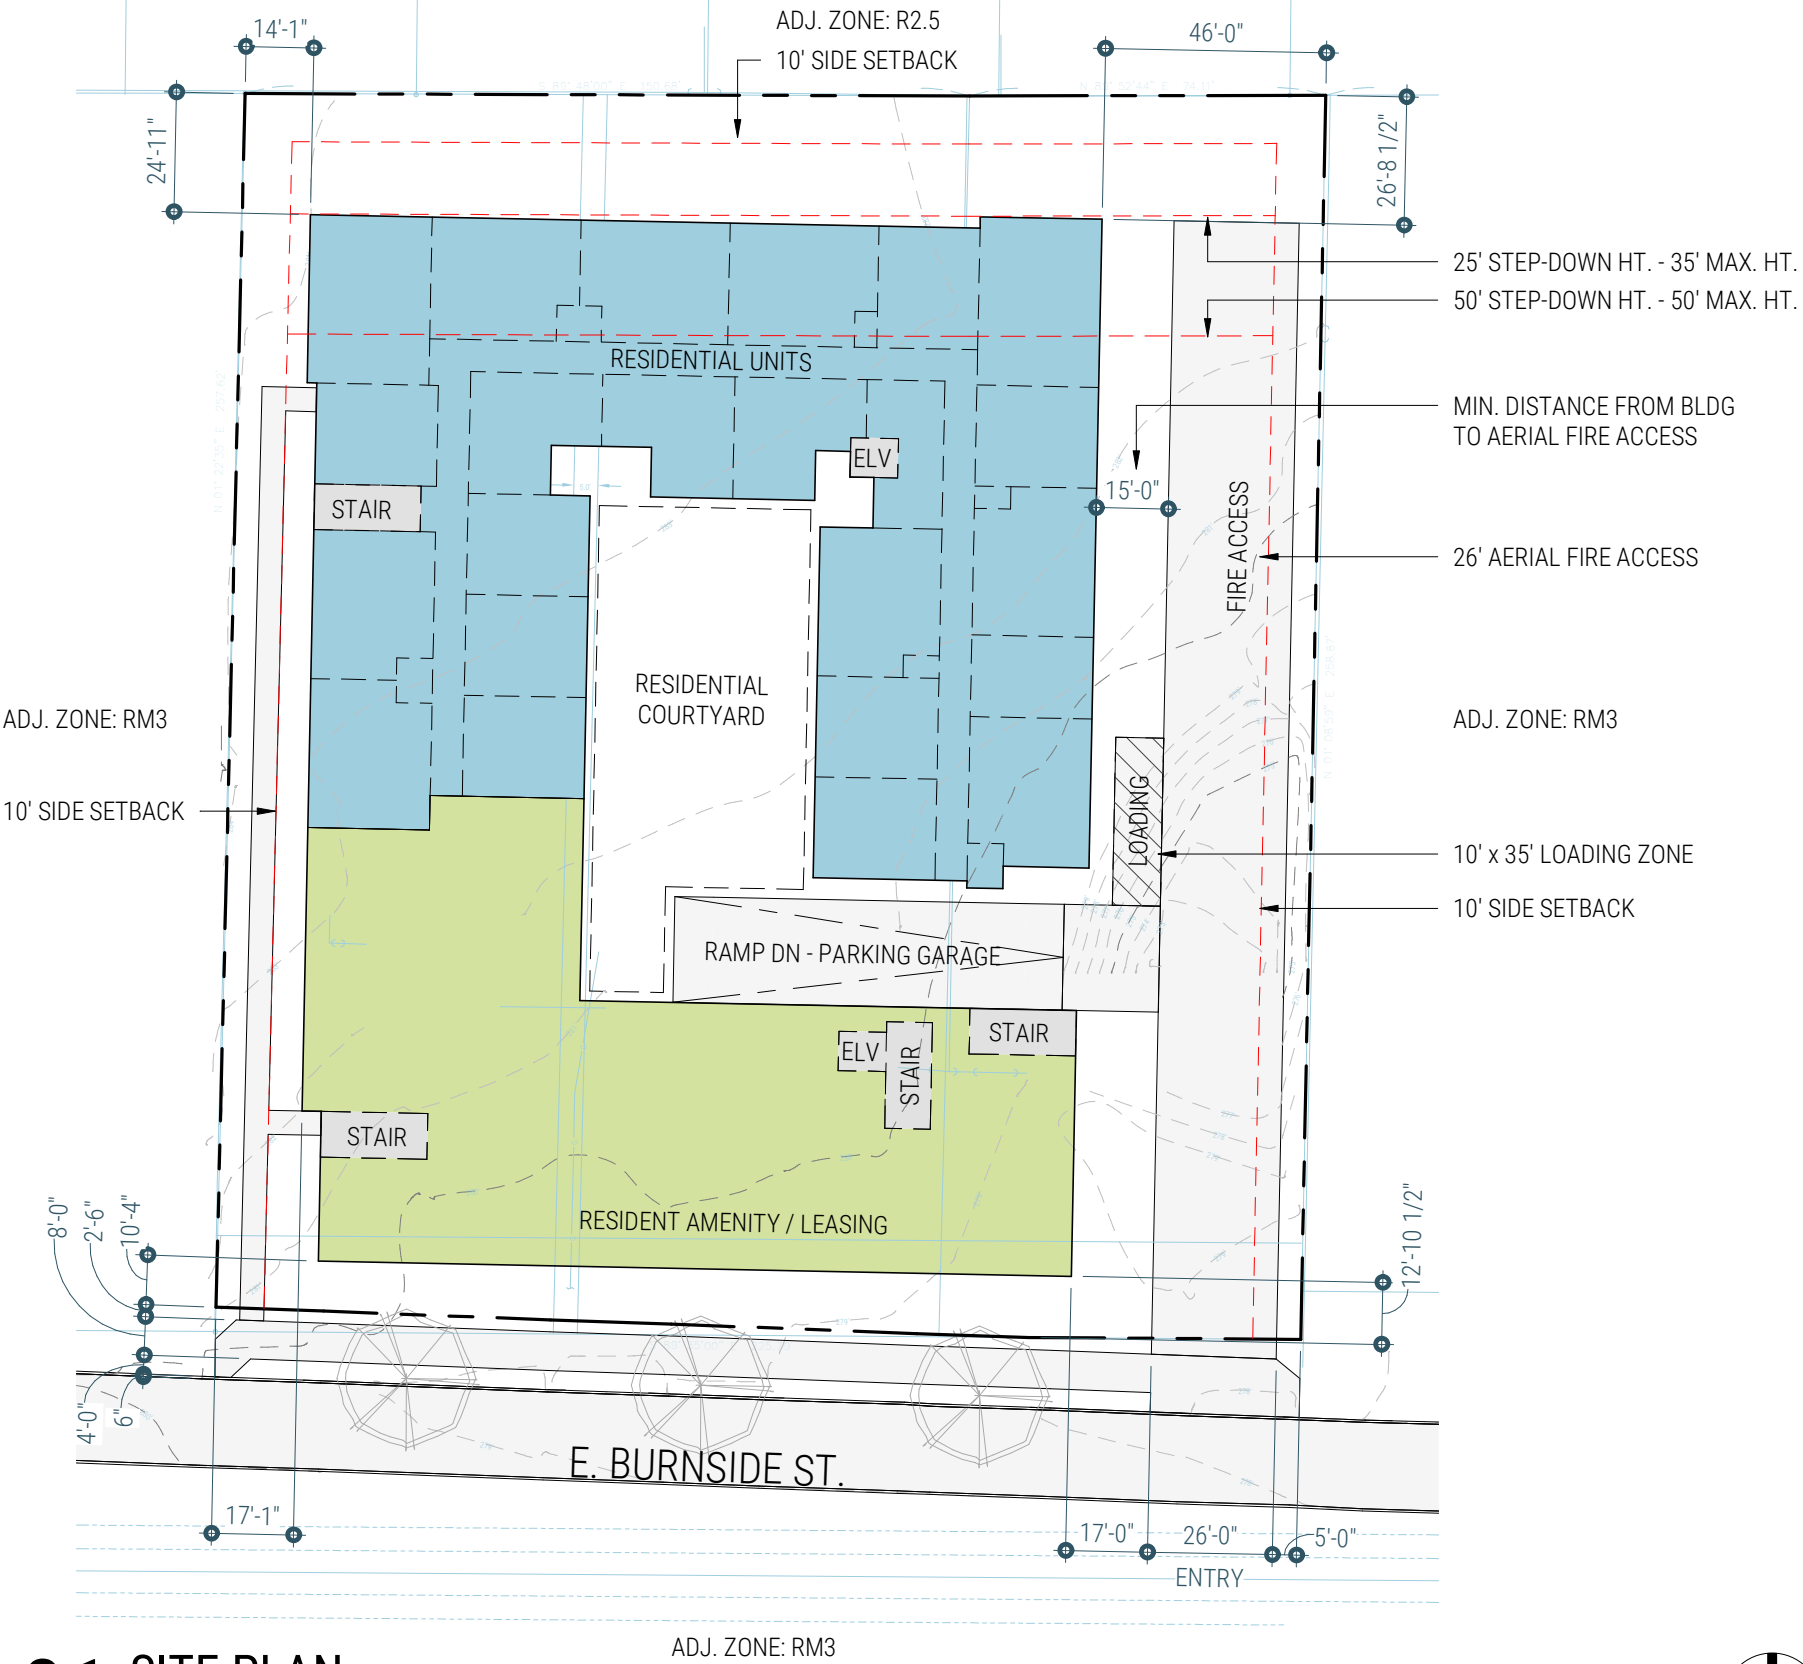 ADJ. ZONE: R2.5
14'-1"
46'-0"
10' SIDE SETBACK
24'-11"
26'-8 1/2"
25' STEP-DOWN HT. - 35' MAX. HT.
50' STEP-DOWN HT. - 50' MAX. HT.
RESIDENTIAL UNITS
MIN. DISTANCE FROM BLDG
TO AERIAL FIRE ACCESS
ELV
15'-0"
STAIR
FIRE ACCESS
26' AERIAL FIRE ACCESS
RESIDENTIAL
COURTYARD
ADJ. ZONE: RM3
ADJ. ZONE: RM3
10' SIDE SETBACK
LOADING
10' x 35' LOADING ZONE
10' SIDE SETBACK
RAMP DN - PARKING GARAGE
STAIR
ELV
STAIR
STAIR
8'-0"
2'-6"
10'-4"
RESIDENT AMENITY / LEASING
12'-10 1/2"
4'-0"
6"
E. BURNSIDE ST.
17'-1"
17'-0"
26'-0"
5'-0"
ENTRY
ADJ. ZONE: RM3
SITE PLAN